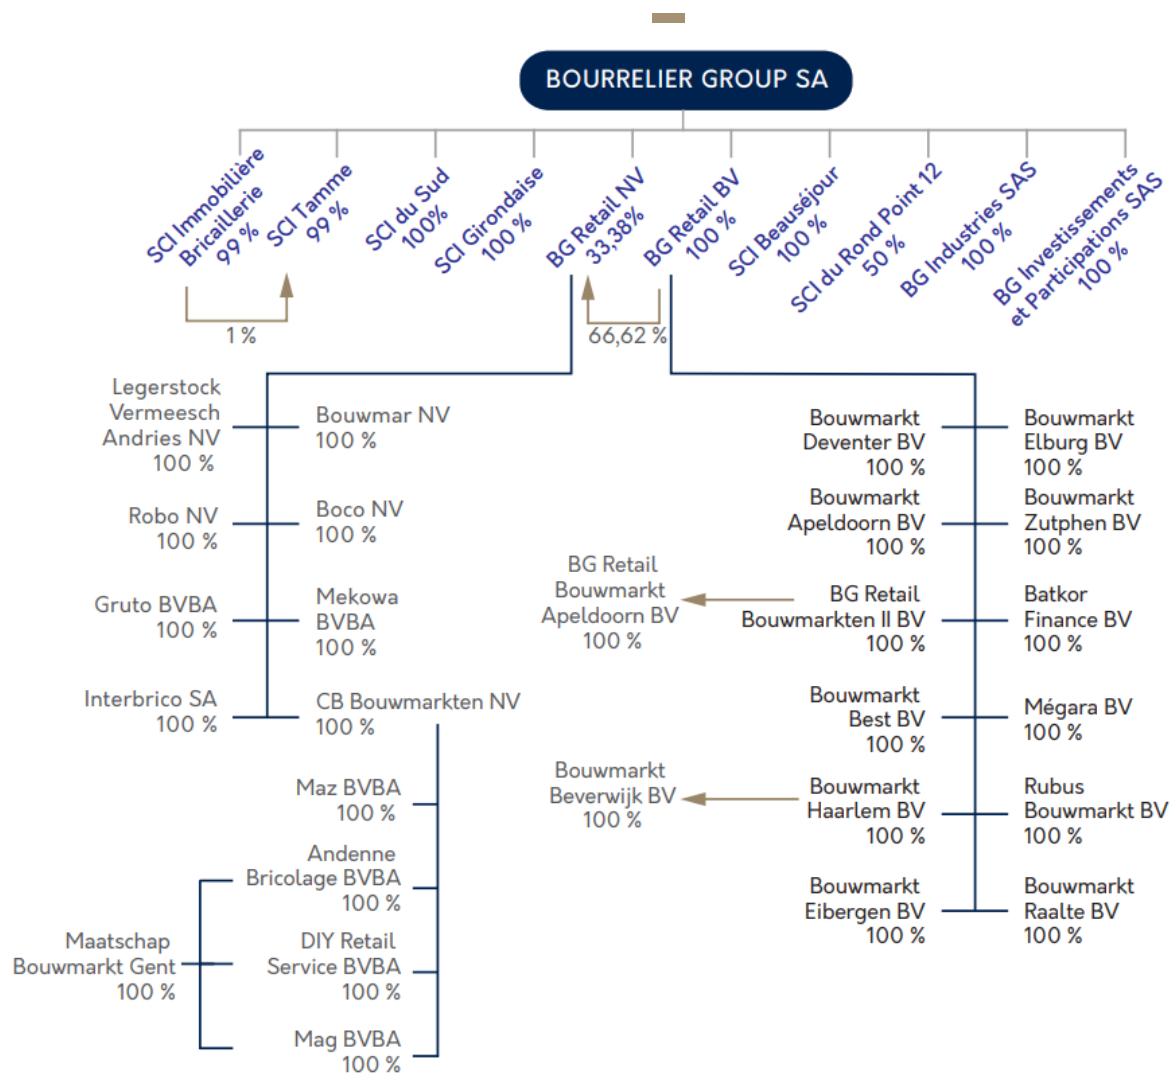 BOURRELIER GROUP SA
SCI Immobilière
Bricaillerie
99 %
SCI Tamme
99 %
SCI du Sud
100%
SCI Girondaise
100 %
BG Retail NV
33,38%
BG Retail BV
100 %
SCI Beauséjour
100 %
SCI du Rond Point 12
50 %
BG Industries SAS
100 %
BG Investissements
et Participations SAS
100 %
1 %
66,62 %
Legerstock
Vermeesch
Andries NV
100 %
Bouwmar NV
100 %
Robo NV
100 %
Boco NV
100 %
Gruto BVBA
100 %
Mekowa
BVBA
100 %
Interbrico SA
100 %
CB Bouwmarkten NV
100 %
Maz BVBA
100 %
Andenne
Bricolage BVBA
100 %
DIY Retail
Service BVBA
100 %
Mag BVBA
100 %
Maatschap
Bouwmarkt Gent
100 %
Bouwmarkt
Deventer BV
100 %
Bouwmarkt
Elburg BV
100 %
Bouwmarkt
Apeldoorn BV
100 %
Bouwmarkt
Zutphen BV
100 %
BG Retail
Bouwmarkt
Apeldoorn BV
100 %
BG Retail
Bouwmarkten II BV
100 %
Batkor
Finance BV
100 %
Bouwmarkt
Best BV
100 %
Mégara BV
100 %
Bouwmarkt
Beverwijk BV
100 %
Bouwmarkt
Haarlem BV
100 %
Rubus
Bouwmarkt BV
100 %
Bouwmarkt
Eibergen BV
100 %
Bouwmarkt
Raalte BV
100 %